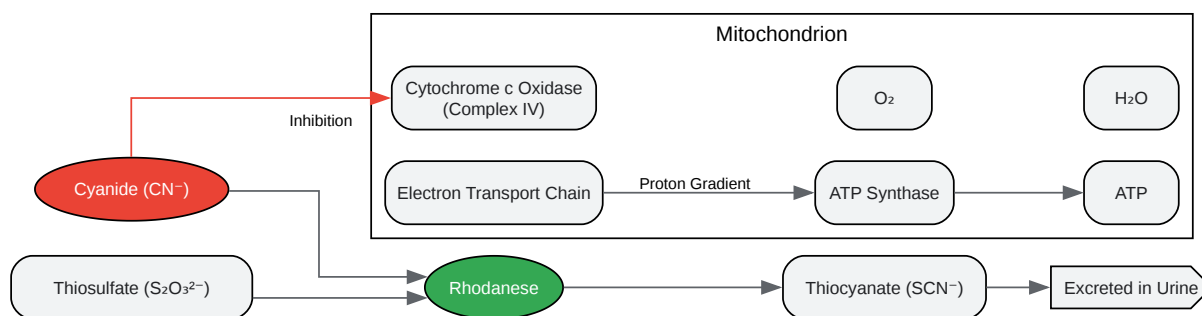 Mitochondrion
Cytochrome c Oxidase
(Complex IV)
O₂
H₂O
Inhibition
Cyanide (CN⁻)
Electron Transport Chain
Proton Gradient
ATP Synthase
ATP
Thiosulfate (S₂O₃²⁻)
Rhodanese
Thiocyanate (SCN⁻)
Excreted in Urine